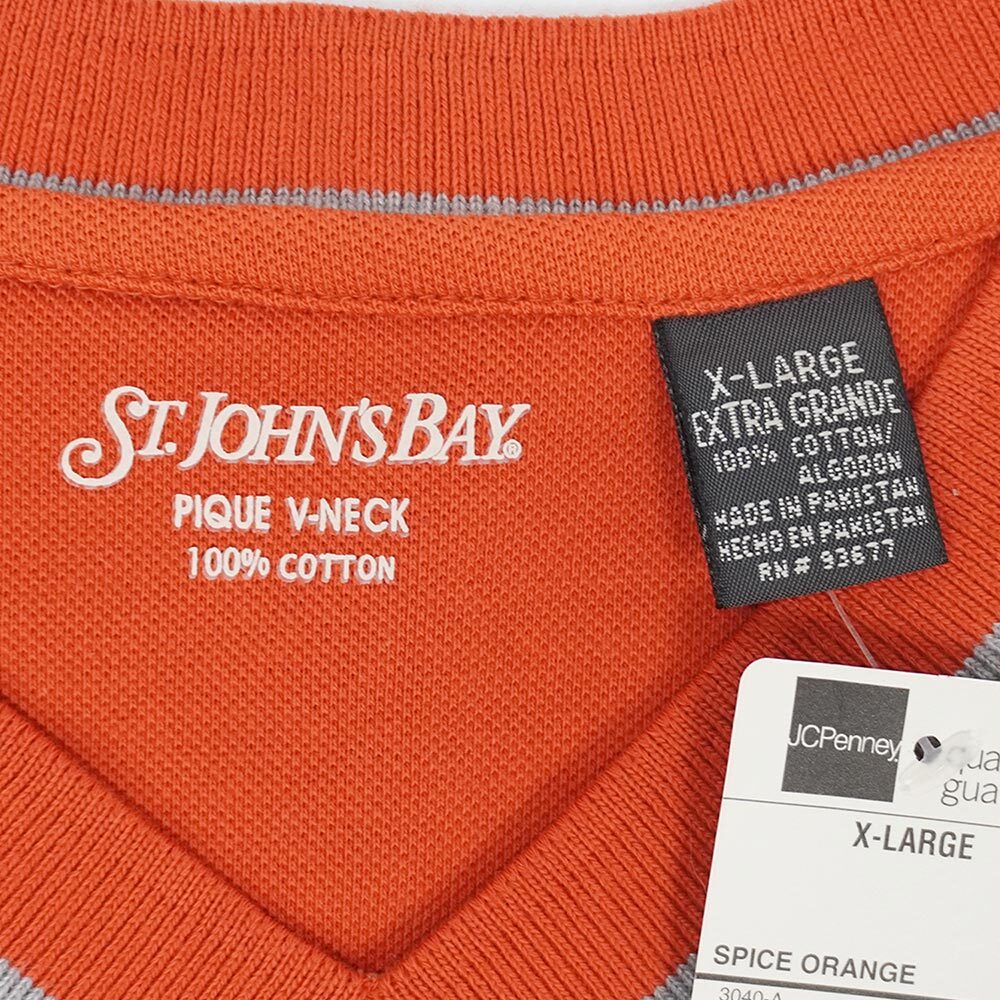 ST. JOHN'S BAY®
PIQUE V-NECK
100% COTTON
X-LARGE
EXTRA GRANDE
100% COTTON/
ALGODON
MADE IN PAKISTAN
HECHO EN PAKISTAN
RN# 93677
JCPenney
X-LARGE
SPICE ORANGE
3040-A